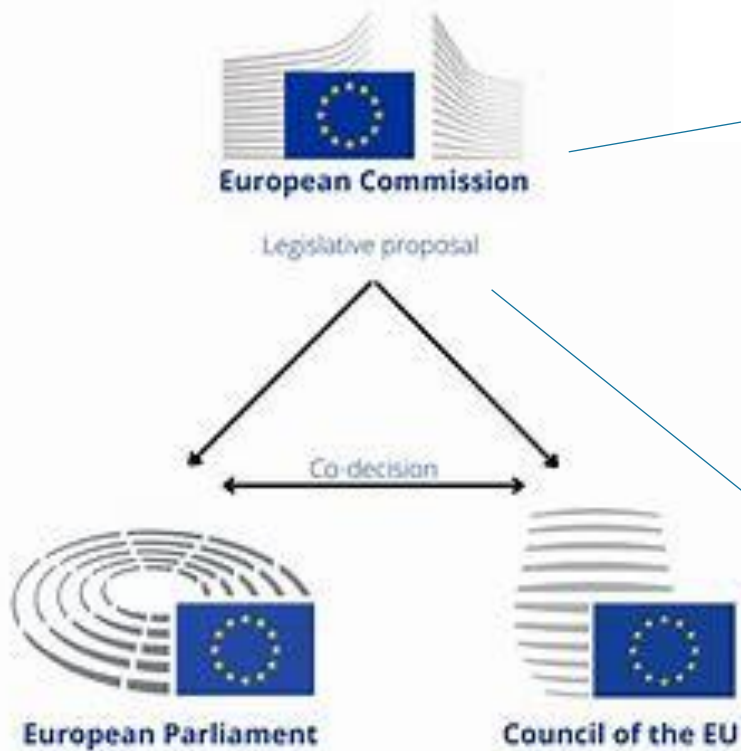 European Commission
Legislative proposal
Co-decision
European Parliament
Council of the EU